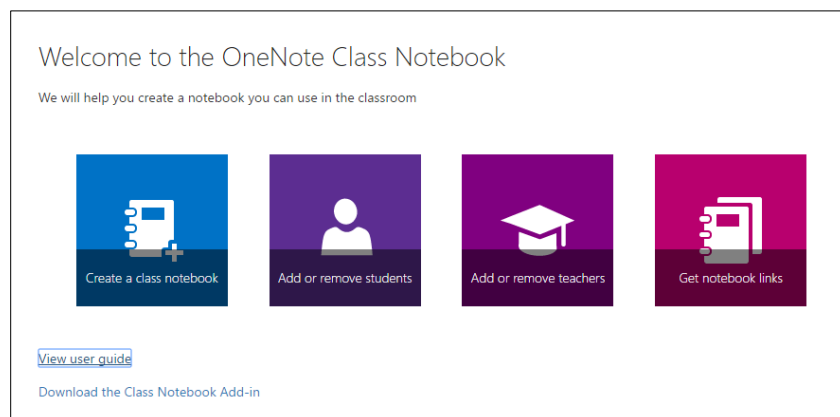 Welcome to the OneNote Class Notebook
We will help you create a notebook you can use in the classroom
Create a class notebook
Add or remove students
Add or remove teachers
Get notebook links
View user guide
Download the Class Notebook Add-in